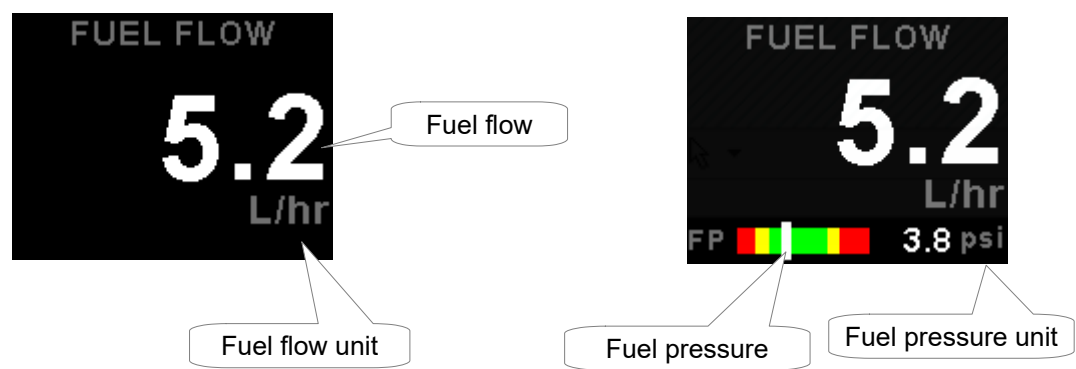 FUEL FLOW
5.2
L/hr
Fuel flow
Fuel flow unit
FUEL FLOW
5.2
L/hr
FP 3.8 psi
Fuel pressure
Fuel pressure unit